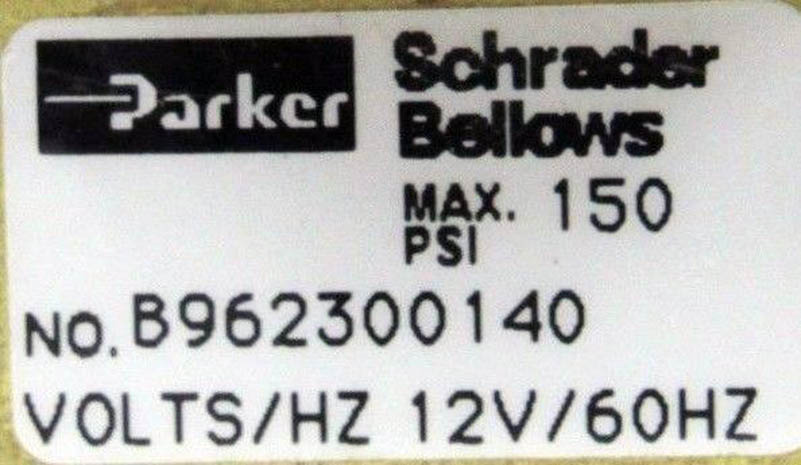 Parker
Schrader
Bellows
MAX. 150
PSI
NO. B962300140
VOLTS/HZ 12V/60HZ